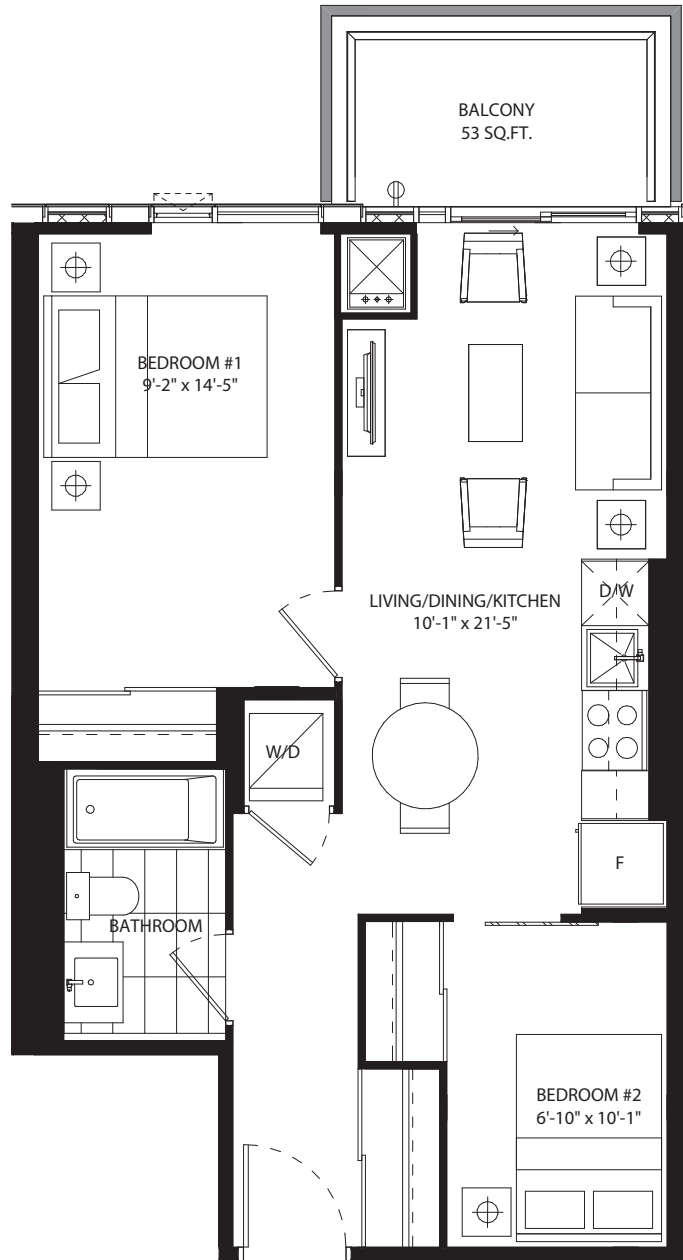 BALCONY
53 SQ.FT.
BEDROOM #1
9'-2" x 14'-5"
LIVING/DINING/KITCHEN
10'-1" x 21'-5"
D/W
W/D
F
BATHROOM
BEDROOM #2
6'-10" x 10'-1"